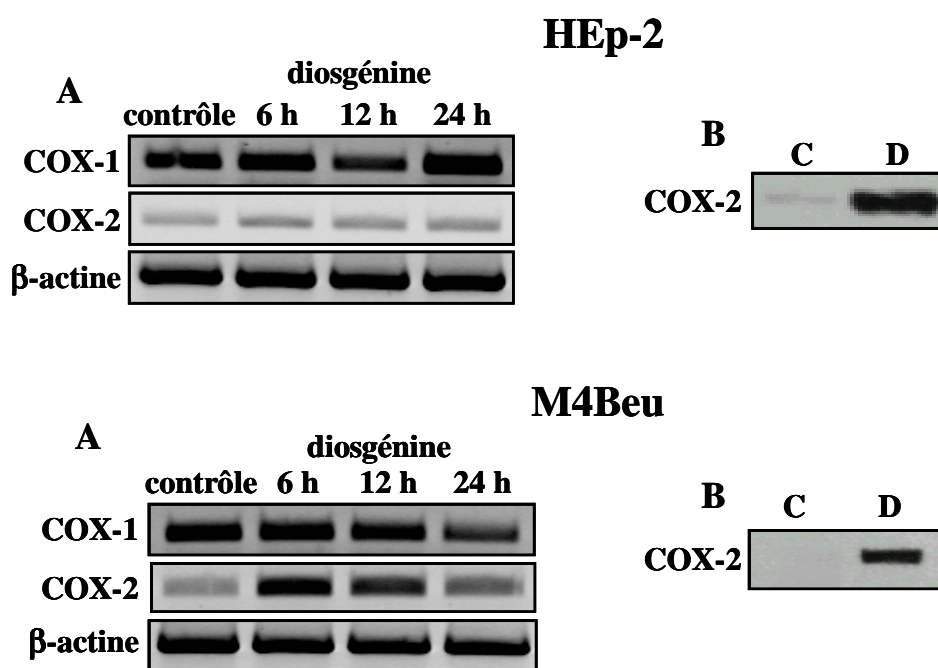 HEp-2
A
diosgénine
contrôle 6 h 12 h 24 h
COX-1
COX-2
β-actine
B
C D
COX-2
M4Beu
A
diosgénine
contrôle 6 h 12 h 24 h
COX-1
COX-2
β-actine
B
C D
COX-2